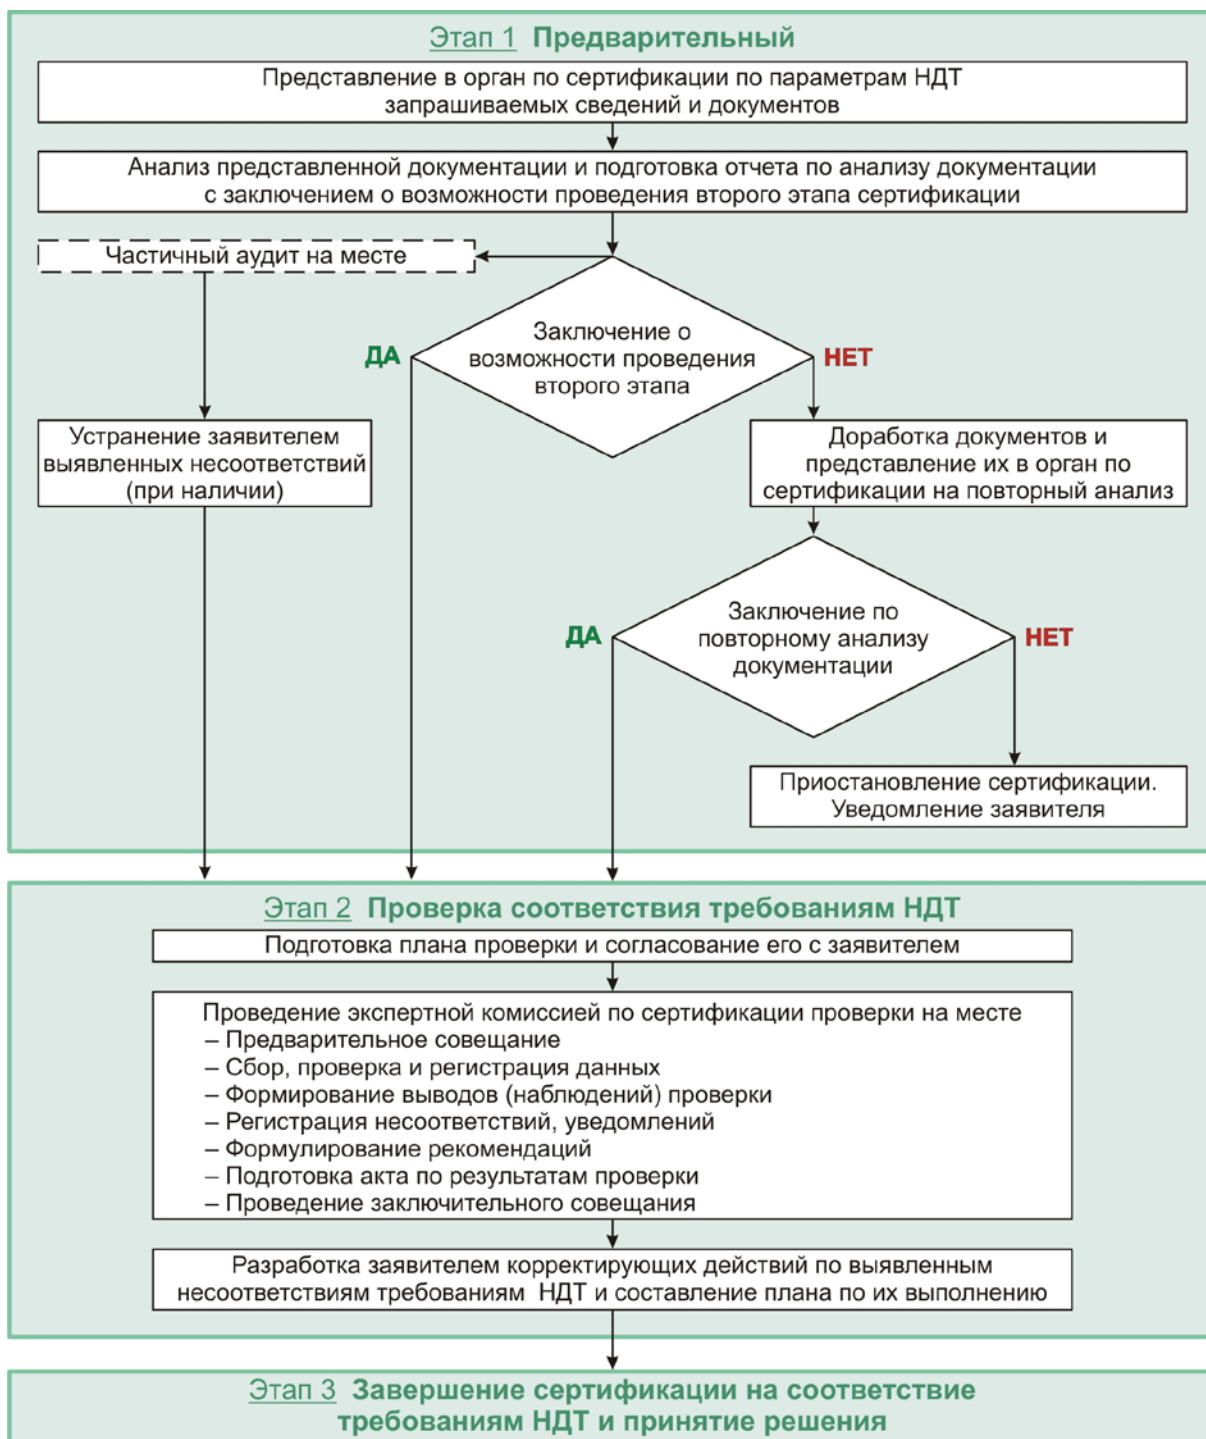 Этап 1 Предварительный
Представление в орган по сертификации по параметрам НДТ
запрашиваемых сведений и документов
Анализ представленной документации и подготовка отчета по анализу документации
с заключением о возможности проведения второго этапа сертификации
Частичный аудит на месте
Заключение о
возможности проведения
второго этапа
ДА
НЕТ
Устранение заявителем
выявленных несоответствий
(при наличии)
Доработка документов и
представление их в орган по
сертификации на повторный анализ
Заключение по
повторному анализу
документации
ДА
НЕТ
Приостановление сертификации.
Уведомление заявителя
Этап 2 Проверка соответствия требованиям НДТ
Подготовка плана проверки и согласование его с заявителем
Проведение экспертной комиссией по сертификации проверки на месте
– Предварительное совещание
– Сбор, проверка и регистрация данных
– Формирование выводов (наблюдений) проверки
– Регистрация несоответствий, уведомлений
– Формулирование рекомендаций
– Подготовка акта по результатам проверки
– Проведение заключительного совещания
Разработка заявителем корректирующих действий по выявленным
несоответствиям требованиям НДТ и составление плана по их выполнению
Этап 3 Завершение сертификации на соответствие
требованиям НДТ и принятие решения